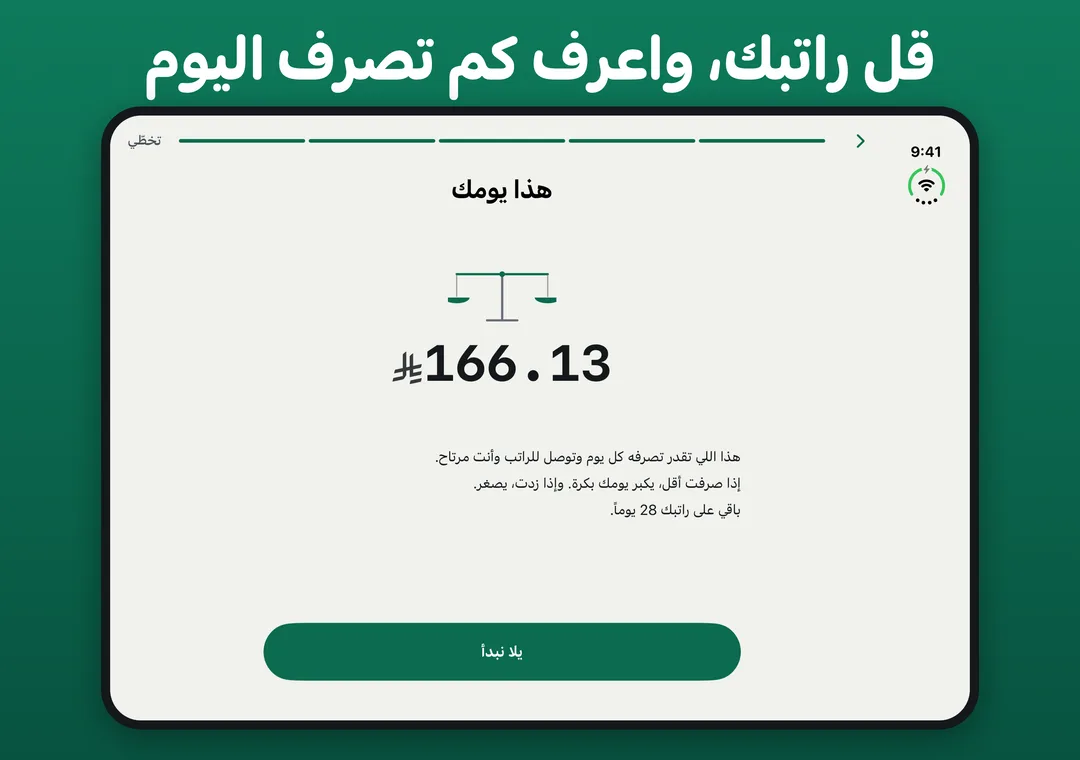 قل راتبك، واعرف كم تصرف اليوم
9:41
تخطّي
هذا يومك
⃁166.13
هذا اللي تقدر تصرفه كل يوم وتوصل للراتب وأنت مرتاح.
إذا صرفت أقل، يكبر يومك بكرة. وإذا زدت، يصغر.
باقي على راتبك 28 يوماً.
يلا نبدأ